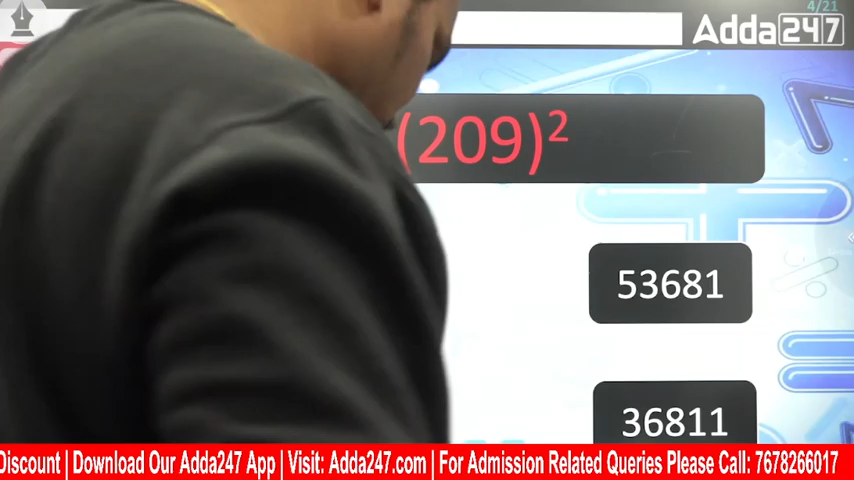 4/21
Adda247
(209)²
53681
36811
Discount | Download Our Adda247 App | Visit: Adda247.com | For Admission Related Queries Please Call: 7678266017